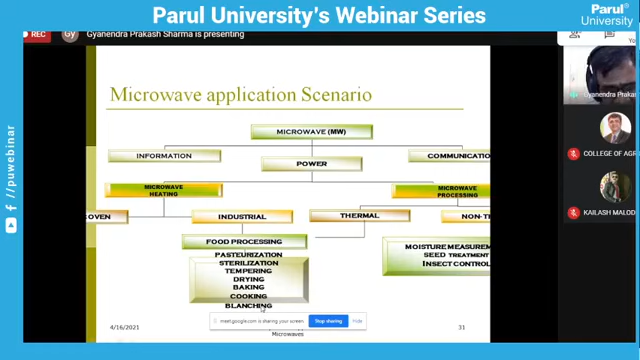 Parul University's Webinar Series
Parul®
University
REC
Gy
Gyanendra Prakash Sharma is presenting
/puwebinar
Microwave application Scenario
MICROWAVE (MW)
INFORMATION
POWER
COMMUNICATIO
MICROWAVE
HEATING
MICROWAVE
PROCESSING
OVEN
INDUSTRIAL
THERMAL
NON-T
FOOD PROCESSING
PASTEURIZATION
STERILIZATION
TEMPERING
DRYING
BAKING
COOKING
BLANCHING
MOISTURE MEASUREM
SEED TREATMENT
INSECT CONTROL
meet.google.com is sharing your screen.
Stop sharing
Hide
4/16/2021
Microwaves
31
Gyanendra Prakas
COLLEGE OF AGR
KAILASH MALOD